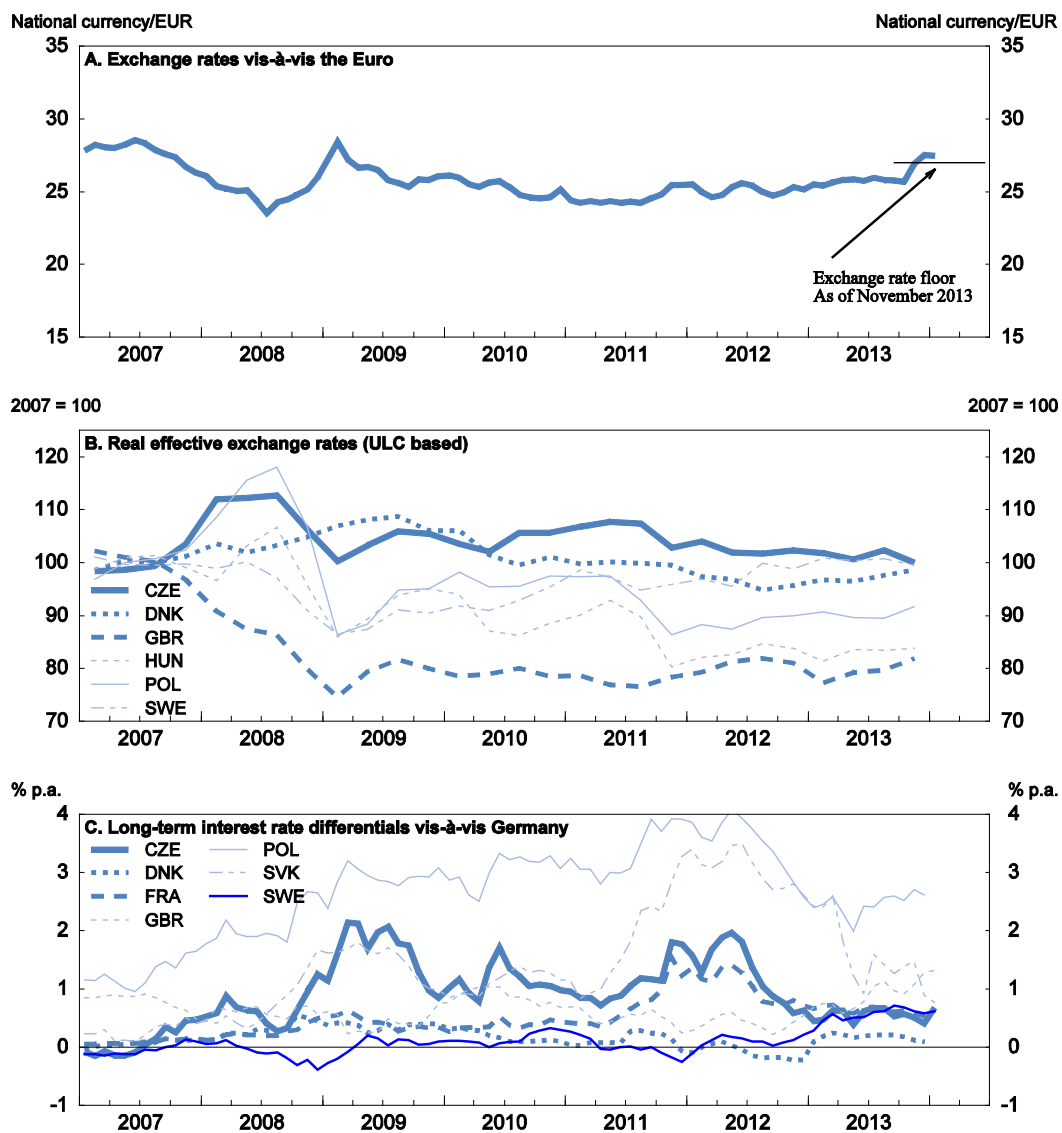 National currency/EUR National currency/EUR
A. Exchange rates vis-à-vis the Euro
35 35
30 30
25 25
20 20
15 15
Exchange rate floor
As of November 2013
2007 2008 2009 2010 2011 2012 2013
2007 = 100 2007 = 100
B. Real effective exchange rates (ULC based)
120 120
110 110
100 100
90 90
80 80
70 70
CZE
DNK
GBR
HUN
POL
SWE
2007 2008 2009 2010 2011 2012 2013
% p.a. % p.a.
C. Long-term interest rate differentials vis-à-vis Germany
4 4
3 3
2 2
1 1
0 0
-1 -1
CZE POL
DNK SVK
FRA SWE
GBR
2007 2008 2009 2010 2011 2012 2013